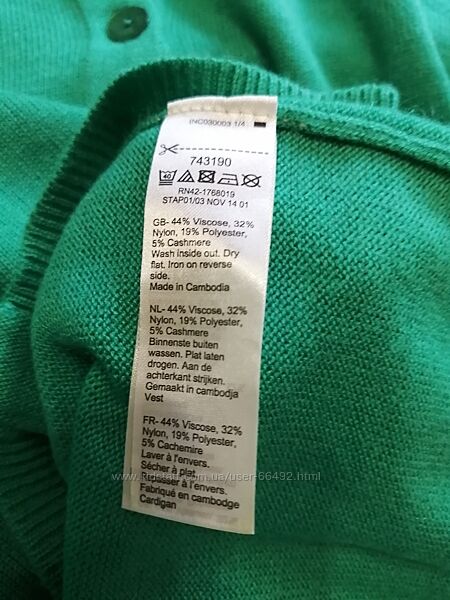 INC030003 1/4
743190
40
RN42-1768019
STAP01/03 NOV 14 01
GB- 44% Viscose, 32%
Nylon, 19% Polyester,
5% Cashmere
Wash inside out. Dry
flat. Iron on reverse
side.
Made in Cambodia
NL- 44% Viscose, 32%
Nylon, 19% Polyester,
5% Cashmere
Binnenste buiten
wassen. Plat laten
drogen. Aan de
achterkant strijken.
Gemaakt in cambodja
Vest
FR- 44% Viscose, 32%
Nylon, 19% Polyester,
5% Cachemire
Laver à l'envers.
Sécher à plat
Repasser à l'envers.
Fabriqué en cambodge
Cardigan